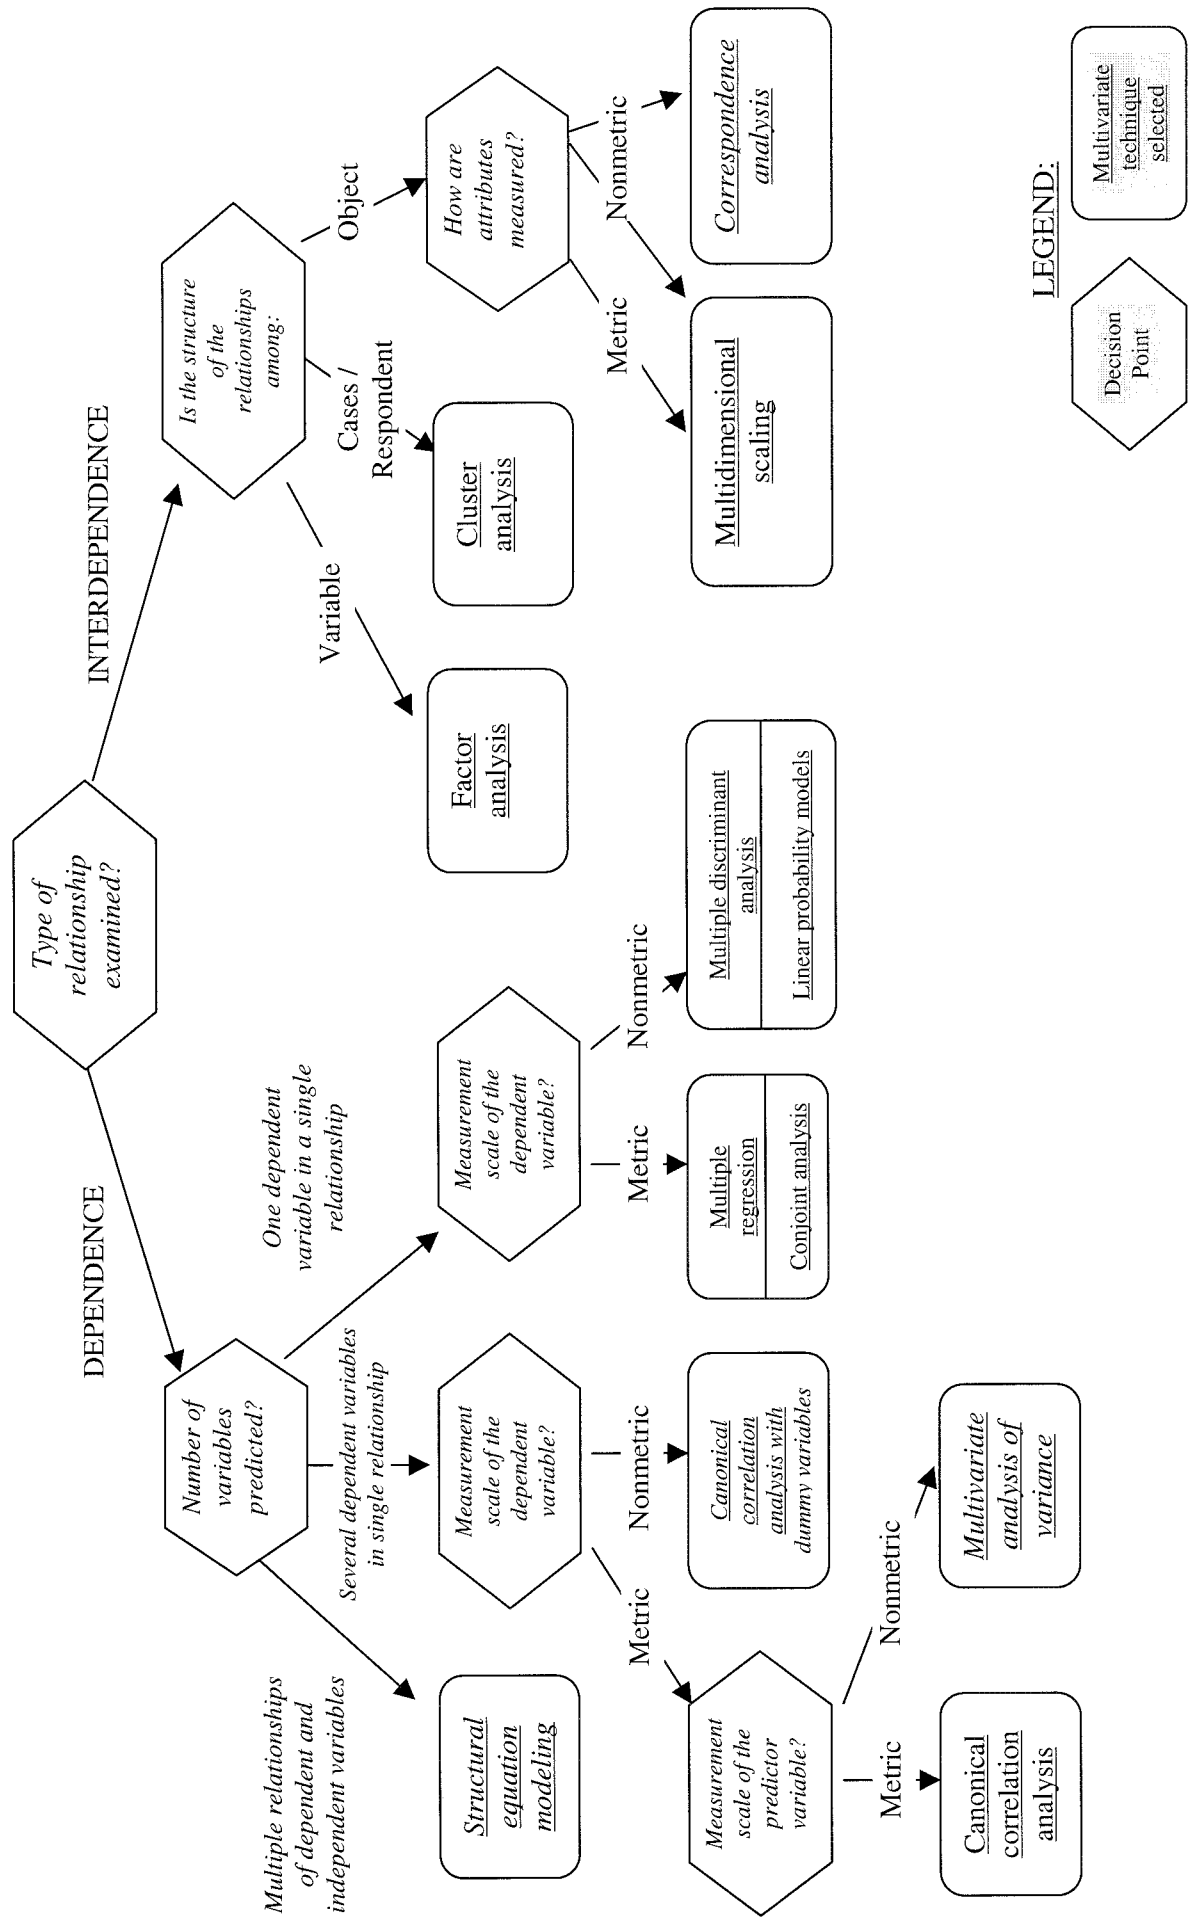 Type of
relationship
examined?
DEPENDENCE
INTERDEPENDENCE
Number of
variables
predicted?
Is the structure
of the
relationships
among:
Multiple relationships
of dependent and
independent variables
Several dependent variables
in single relationship
One dependent
variable in a single
relationship
Variable
Cases /
Respondent
Object
Structural
equation
modeling
Measurement
scale of the
dependent
variable?
Measurement
scale of the
dependent
variable?
Factor
analysis
Cluster
analysis
How are
attributes
measured?
Metric
Nonmetric
Metric
Nonmetric
Metric
Nonmetric
Measurement
scale of the
predictor
variable?
Canonical
correlation
analysis with
dummy variables
Multiple
regression
Conjoint analysis
Multiple discriminant
analysis
Linear probability models
Multidimensional
scaling
Correspondence
analysis
Metric
Nonmetric
Canonical
correlation
analysis
Multivariate
analysis of
variance
LEGEND:
Decision
Point
Multivariate
technique
selected